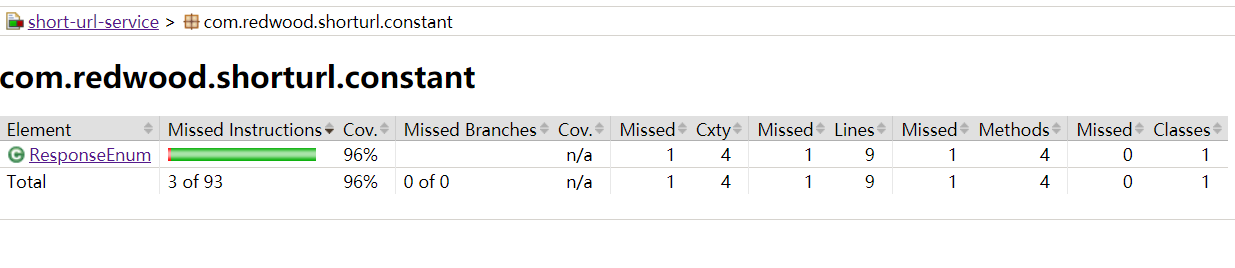 short-url-service > com.redwood.shorturl.constant
com.redwood.shorturl.constant
Element Missed Instructions Cov. Missed Branches Cov. Missed Cxty Missed Lines Missed Methods Missed Classes
C ResponseEnum 96% n/a 1 4 1 9 1 4 0 1
Total 3 of 93 96% 0 of 0 n/a 1 4 1 9 1 4 0 1